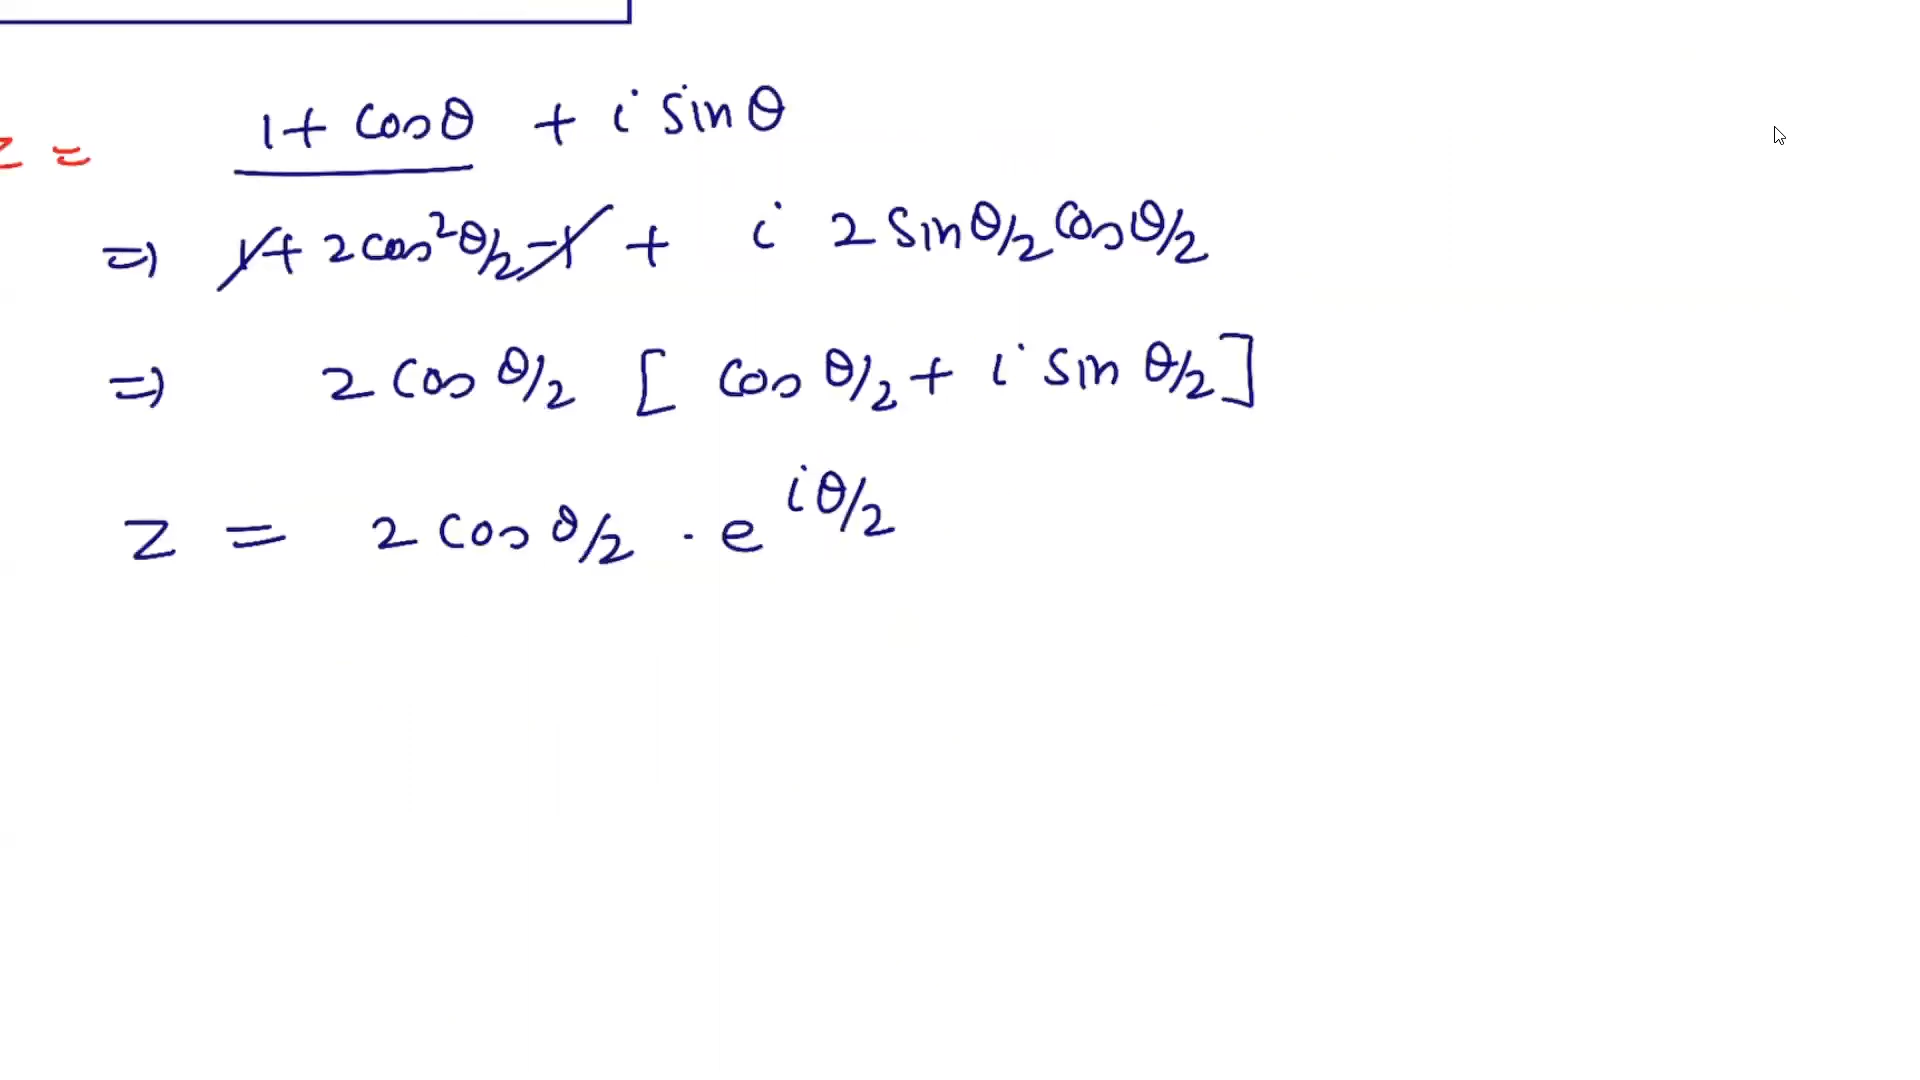 z = 1 + cosθ + i sinθ
=> 1 + 2cos²θ/2 - 1 + i 2 sinθ/2 cosθ/2
=> 2 cos θ/2 [ cos θ/2 + i sin θ/2 ]
z = 2 cos θ/2 . e^{iθ/2}